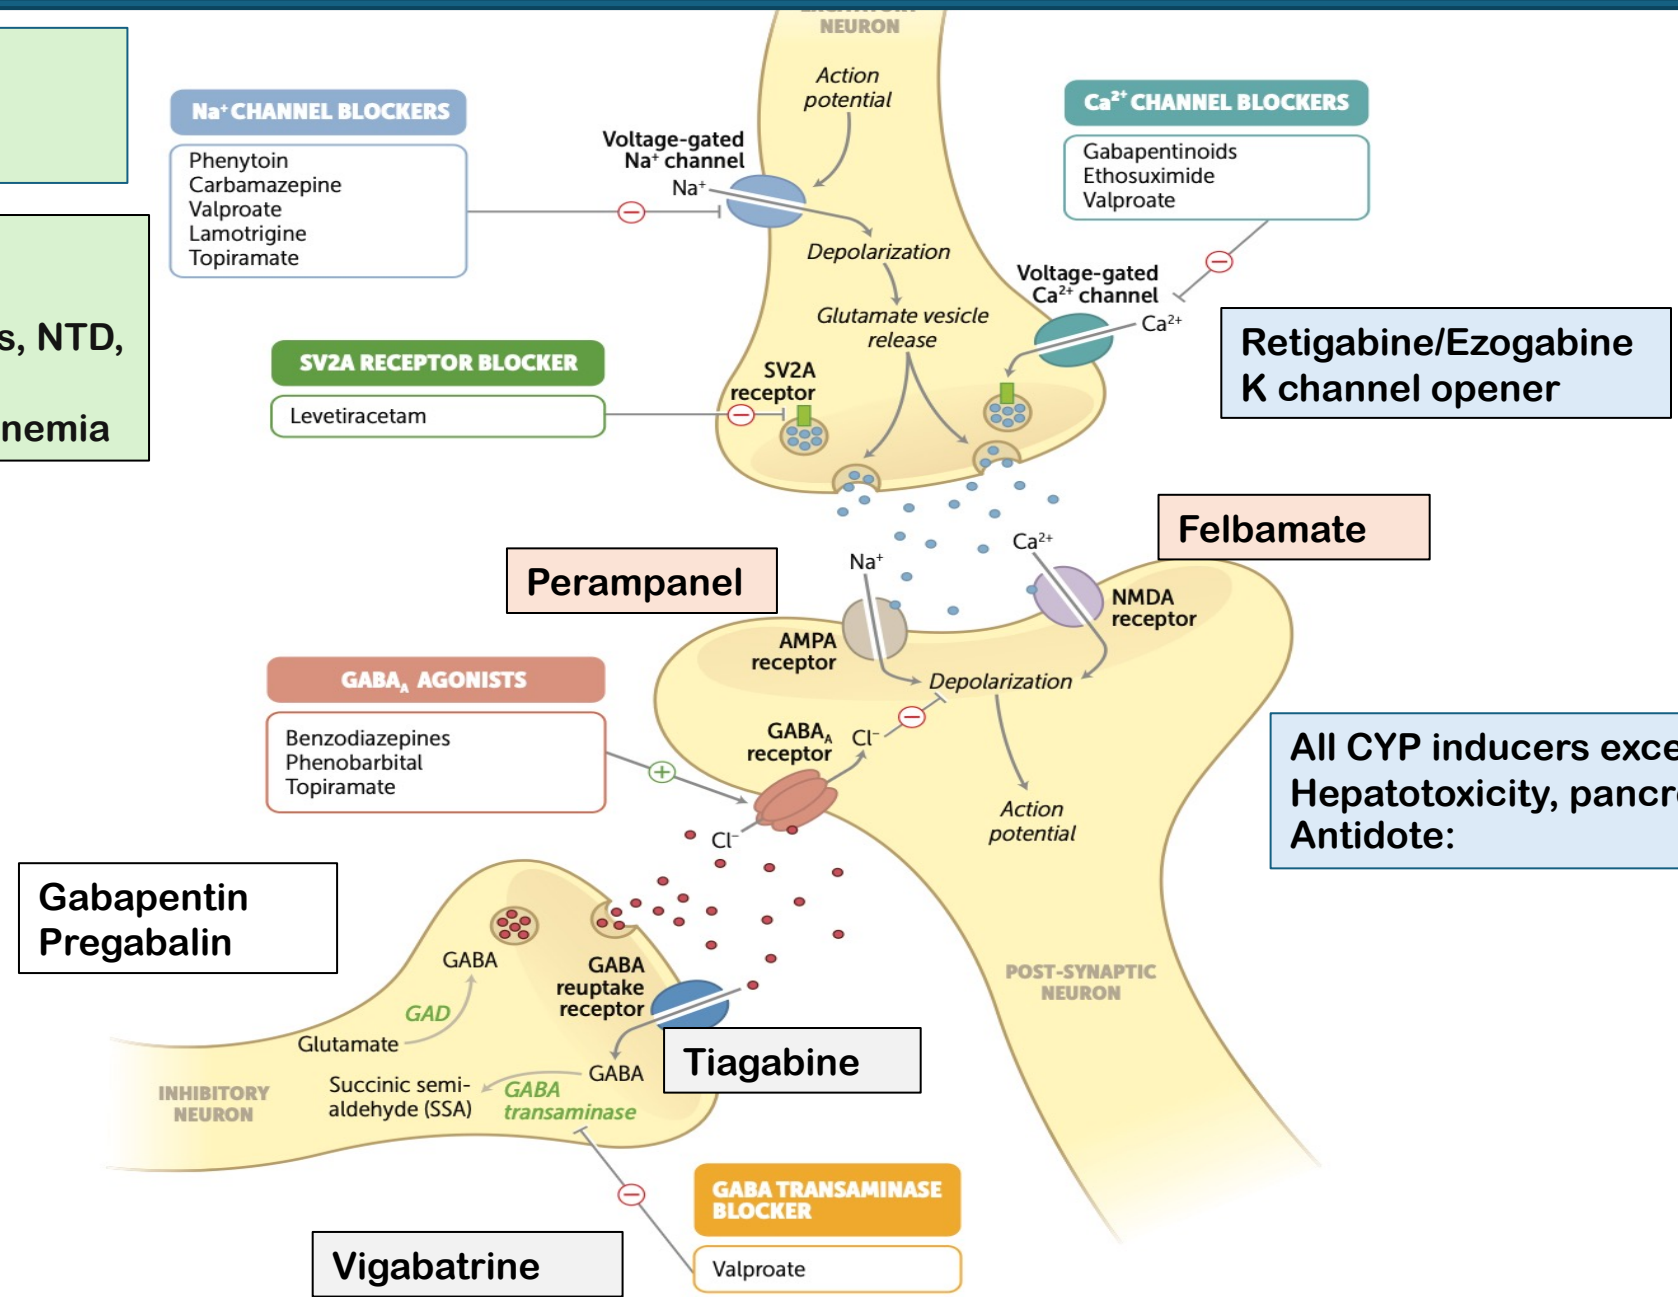 NEURON
Action
potential
Na⁺ CHANNEL BLOCKERS
Phenytoin
Carbamazepine
Valproate
Lamotrigine
Topiramate
Voltage-gated
Na⁺ channel
Na⁺
Ca²⁺ CHANNEL BLOCKERS
Gabapentinoids
Ethosuximide
Valproate
Depolarization
Voltage-gated
Ca²⁺ channel
Ca²⁺
Glutamate vesicle
release
NTD,
SV2A RECEPTOR BLOCKER
Levetiracetam
SV2A
receptor
Retigabine/Ezogabine
K channel opener
Felbamate
Perampanel
Na⁺
Ca²⁺
NMDA
receptor
AMPA
receptor
Depolarization
GABAA AGONISTS
Benzodiazepines
Phenobarbital
Topiramate
GABAA
receptor
Cl⁻
Cl⁻
Action
potential
All CYP inducers
Hepatotoxicity,
Antidote:
Gabapentin
Pregabalin
GABA
GAD
Glutamate
GABA
reuptake
receptor
POST-SYNAPTIC
NEURON
Tiagabine
GABA
INHIBITORY
NEURON
Succinic semi-
aldehyde (SSA)
GABA
transaminase
GABA TRANSAMINASE
BLOCKER
Valproate
Vigabatrine